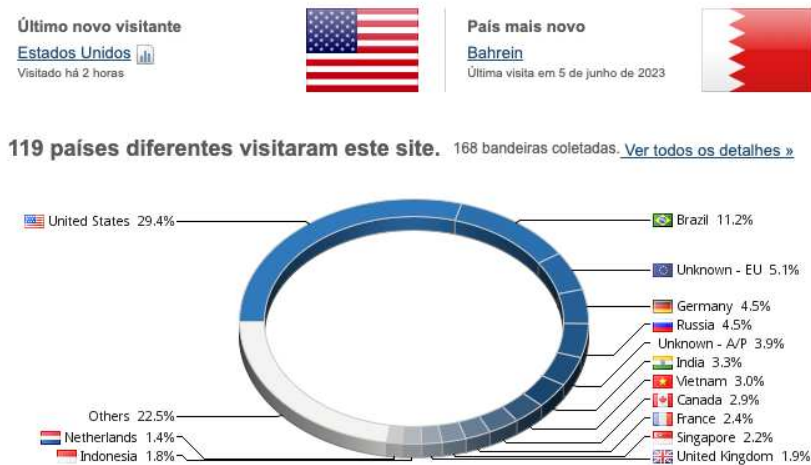 Último novo visitante
Estados Unidos
Visitado há 2 horas
País mais novo
Bahrein
Última visita em 5 de junho de 2023
119 países diferentes visitaram este site. 168 bandeiras coletadas. Ver todos os detalhes »
United States 29.4%
Brazil 11.2%
Unknown - EU 5.1%
Germany 4.5%
Russia 4.5%
Unknown - A/P 3.9%
India 3.3%
Vietnam 3.0%
Canada 2.9%
France 2.4%
Singapore 2.2%
United Kingdom 1.9%
Others 22.5%
Netherlands 1.4%
Indonesia 1.8%